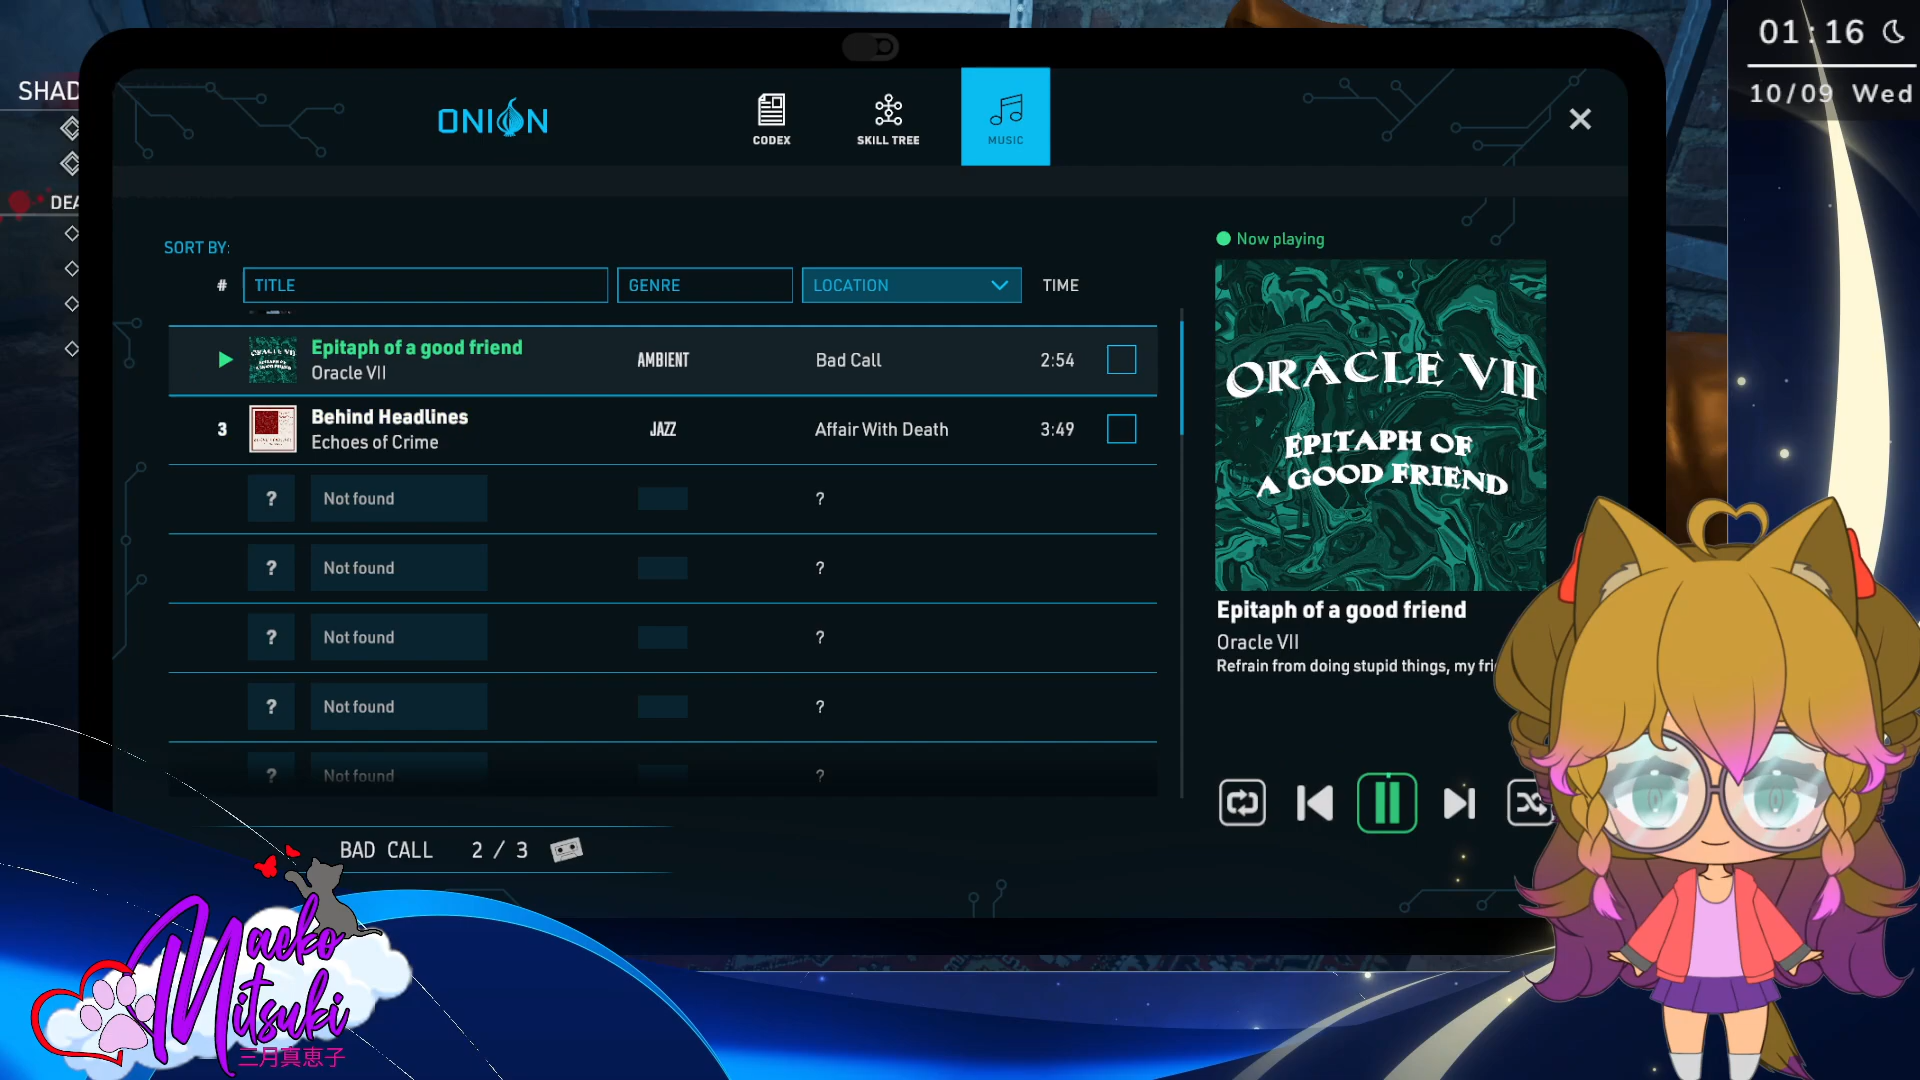 SHAD
DEA
ONION
CODEX
SKILL TREE
MUSIC
01:16
10/09 Wed
SORT BY:
#
TITLE
GENRE
LOCATION
TIME
Epitaph of a good friend
Oracle VII
AMBIENT
Bad Call
2:54
3
Behind Headlines
Echoes of Crime
JAZZ
Affair With Death
3:49
? Not found ?
? Not found ?
? Not found ?
? Not found ?
? Not found ?
BAD CALL 2 / 3
Now playing
ORACLE VII
EPITAPH OF
A GOOD FRIEND
Epitaph of a good friend
Oracle VII
Refrain from doing stupid things, my fri
Maeko
Mitsuki
三月真恵子